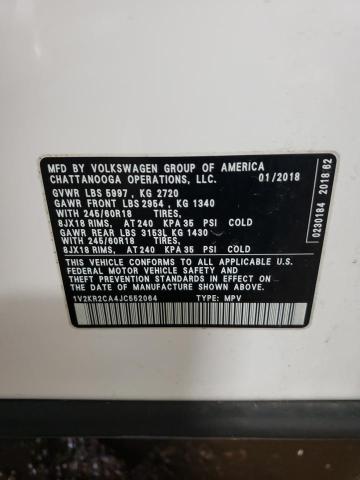 MFD BY VOLKSWAGEN GROUP OF AMERICA
CHATTANOOGA OPERATIONS, LLC. 01/2018
GVWR LBS 5997, KG 2720
GAWR FRONT LBS 2954, KG 1340
WITH 245/60R18 TIRES,
8JX18 RIMS, AT 240 KPA 35 PSI COLD
GAWR REAR LBS 3153L KG 1430
WITH 245/60R18 TIRES,
8JX18 RIMS, AT 240 KPA 35 PSI COLD
THIS VEHICLE CONFORMS TO ALL APPLICABLE U.S.
FEDERAL MOTOR VEHICLE SAFETY AND
THEFT PREVENTION STANDARDS IN EFFECT ON THE
DATE OF MANUFACTURE SHOWN ABOVE.
1V2KR2CA4JC552064 TYPE: MPV
0230184 2018 62